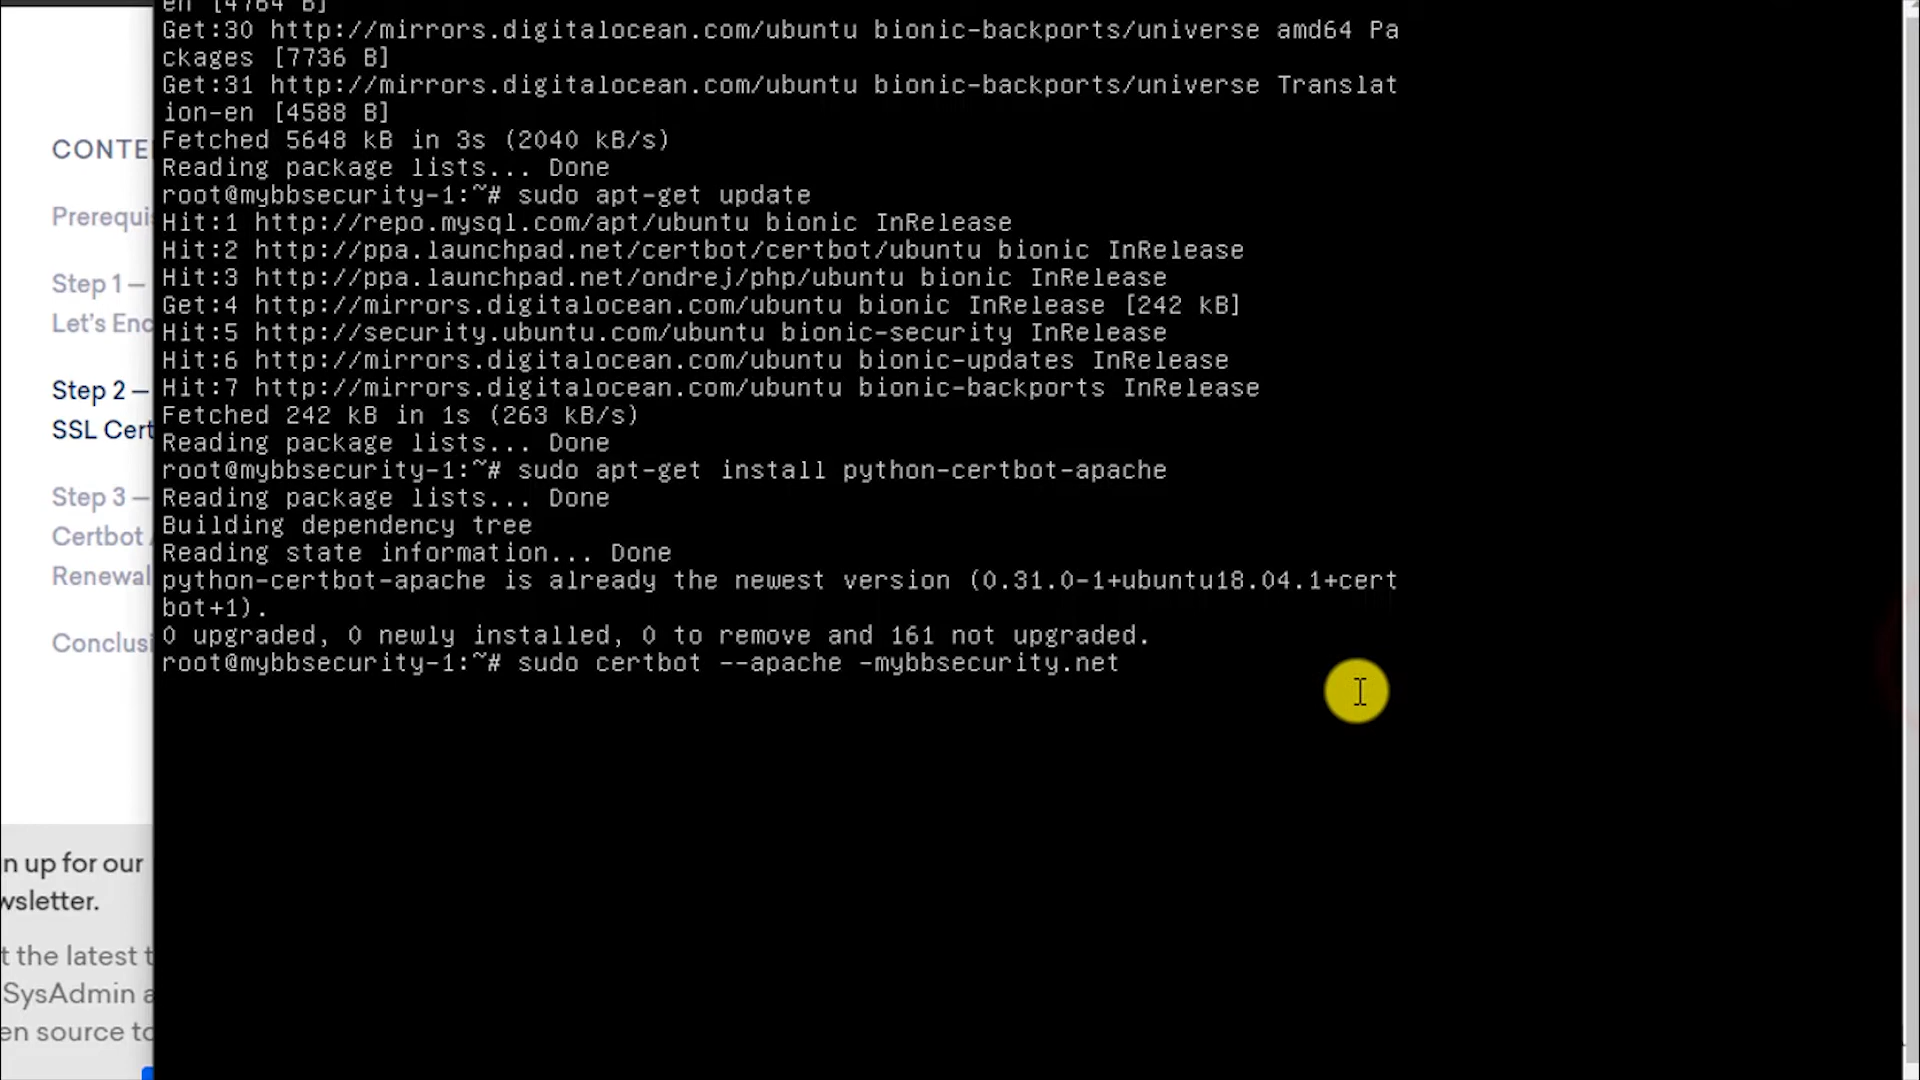 en [4764 B]
Get:30 http://mirrors.digitalocean.com/ubuntu bionic-backports/universe amd64 Pa
ckages [7736 B]
Get:31 http://mirrors.digitalocean.com/ubuntu bionic-backports/universe Translat
ion-en [4588 B]
Fetched 5648 kB in 3s (2040 kB/s)
Reading package lists... Done
root@mybbsecurity-1:~# sudo apt-get update
Hit:1 http://repo.mysql.com/apt/ubuntu bionic InRelease
Hit:2 http://ppa.launchpad.net/certbot/certbot/ubuntu bionic InRelease
Hit:3 http://ppa.launchpad.net/ondrej/php/ubuntu bionic InRelease
Get:4 http://mirrors.digitalocean.com/ubuntu bionic InRelease [242 kB]
Hit:5 http://security.ubuntu.com/ubuntu bionic-security InRelease
Hit:6 http://mirrors.digitalocean.com/ubuntu bionic-updates InRelease
Hit:7 http://mirrors.digitalocean.com/ubuntu bionic-backports InRelease
Fetched 242 kB in 1s (263 kB/s)
Reading package lists... Done
root@mybbsecurity-1:~# sudo apt-get install python-certbot-apache
Reading package lists... Done
Building dependency tree
Reading state information... Done
python-certbot-apache is already the newest version (0.31.0-1+ubuntu18.04.1+cert
bot+1).
0 upgraded, 0 newly installed, 0 to remove and 161 not upgraded.
root@mybbsecurity-1:~# sudo certbot --apache -mybbsecurity.net
CONTE
Prerequi
Step 1 —
Let's Enc
Step 2 —
SSL Cert
Step 3 —
Certbot
Renewal
Conclusi
n up for our
wsletter.
t the latest t
SysAdmin a
en source to